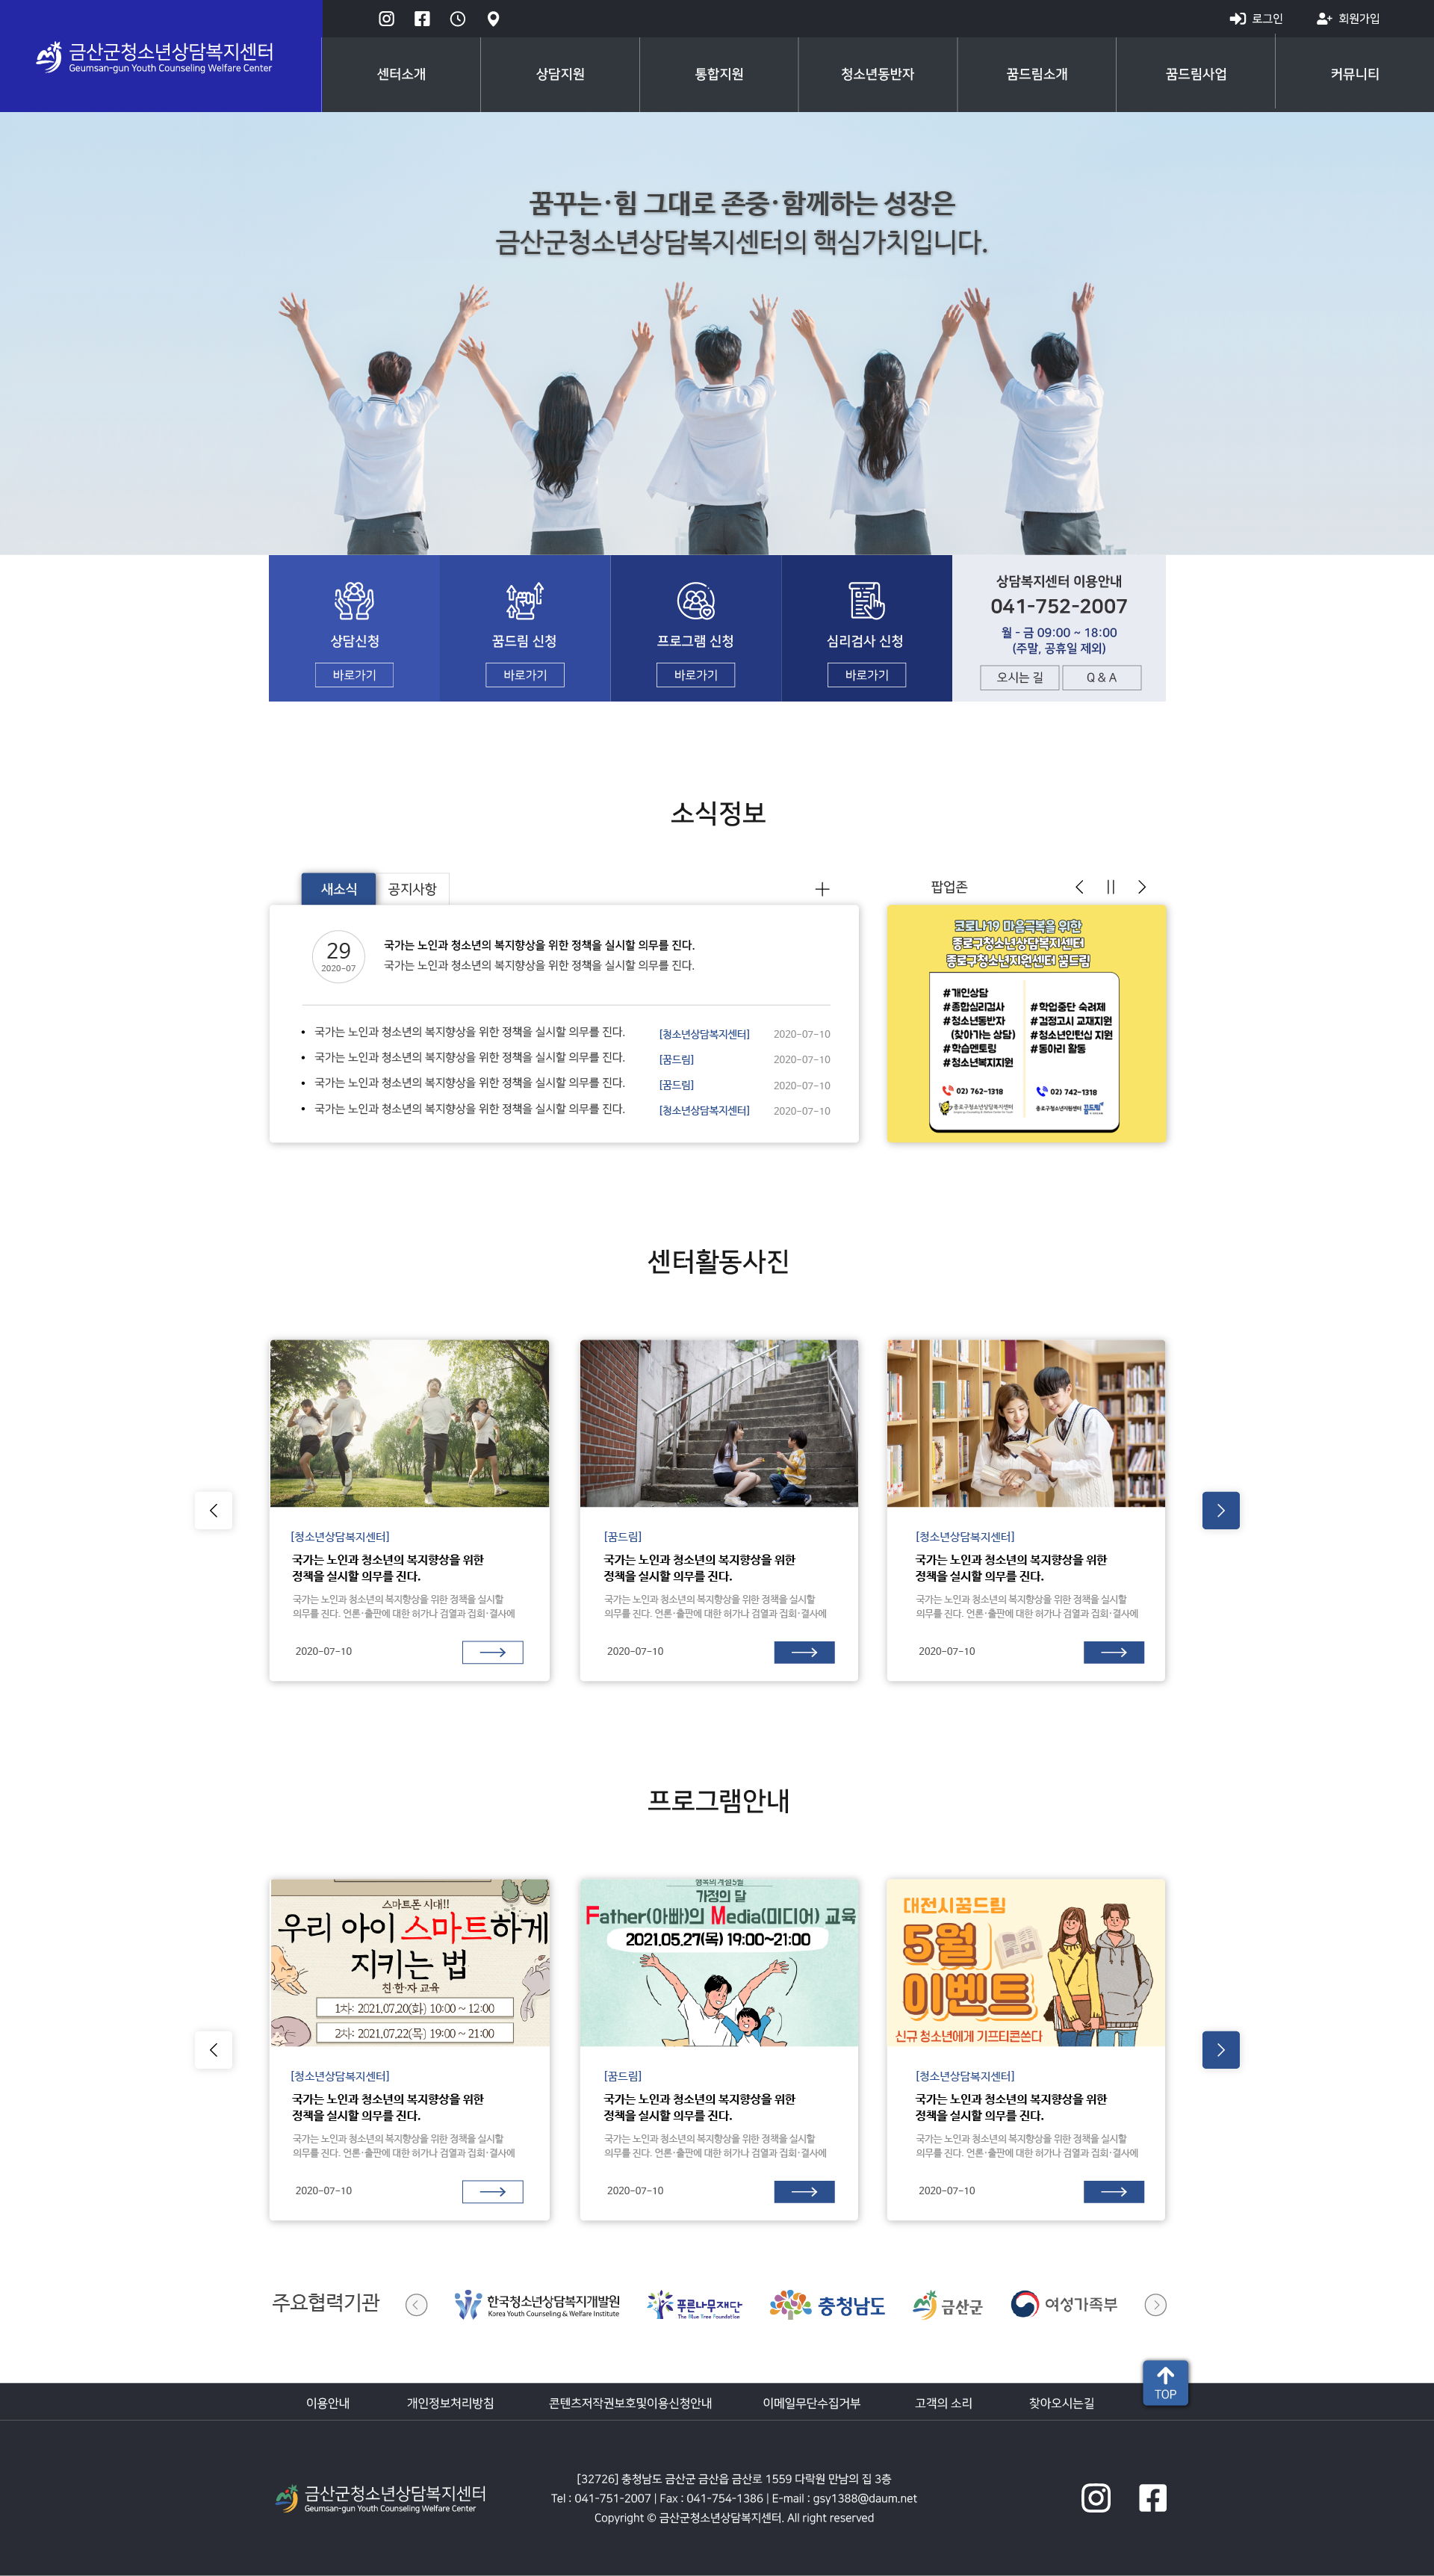 금산군청소년상담복지센터
Geumsan-gun Youth Counseling Welfare Center
로그인
회원가입
센터소개
상담지원
통합지원
청소년동반자
꿈드림소개
꿈드림사업
커뮤니티
꿈꾸는·힘 그대로 존중·함께하는 성장은
금산군청소년상담복지센터의 핵심가치입니다.
상담신청
바로가기
꿈드림 신청
바로가기
프로그램 신청
바로가기
심리검사 신청
바로가기
상담복지센터 이용안내
041-752-2007
월 - 금 09:00 ~ 18:00
(주말, 공휴일 제외)
오시는 길
Q & A
소식정보
새소식
공지사항
29
2020-07
국가는 노인과 청소년의 복지향상을 위한 정책을 실시할 의무를 진다.
국가는 노인과 청소년의 복지향상을 위한 정책을 실시할 의무를 진다.
국가는 노인과 청소년의 복지향상을 위한 정책을 실시할 의무를 진다. [청소년상담복지센터] 2020-07-10
국가는 노인과 청소년의 복지향상을 위한 정책을 실시할 의무를 진다. [꿈드림] 2020-07-10
국가는 노인과 청소년의 복지향상을 위한 정책을 실시할 의무를 진다. [꿈드림] 2020-07-10
국가는 노인과 청소년의 복지향상을 위한 정책을 실시할 의무를 진다. [청소년상담복지센터] 2020-07-10
팝업존
코로나19 마음극복을 위한
종로구청소년상담복지센터
종로구청소년지원센터 꿈드림
#개인상담
#종합심리검사
#청소년동반자
(찾아가는 상담)
#학습멘토링
#청소년복지지원
02) 762-1318
종로구청소년상담복지센터
#학업중단 숙려제
#검정고시 교재지원
#청소년인턴십 지원
#동아리 활동
02) 742-1318
종로구청소년지원센터 꿈드림
센터활동사진
[청소년상담복지센터]
국가는 노인과 청소년의 복지향상을 위한
정책을 실시할 의무를 진다.
국가는 노인과 청소년의 복지향상을 위한 정책을 실시할
의무를 진다. 언론·출판에 대한 허가나 검열과 집회·결사에
2020-07-10
[꿈드림]
국가는 노인과 청소년의 복지향상을 위한
정책을 실시할 의무를 진다.
국가는 노인과 청소년의 복지향상을 위한 정책을 실시할
의무를 진다. 언론·출판에 대한 허가나 검열과 집회·결사에
2020-07-10
[청소년상담복지센터]
국가는 노인과 청소년의 복지향상을 위한
정책을 실시할 의무를 진다.
국가는 노인과 청소년의 복지향상을 위한 정책을 실시할
의무를 진다. 언론·출판에 대한 허가나 검열과 집회·결사에
2020-07-10
프로그램안내
스마트폰 시대!!
우리 아이 스마트하게
지키는 법
친·한·자 교육
1차: 2021.07.20(화) 10:00 ~ 12:00
2차: 2021.07.22(목) 19:00 ~ 21:00
[청소년상담복지센터]
국가는 노인과 청소년의 복지향상을 위한
정책을 실시할 의무를 진다.
국가는 노인과 청소년의 복지향상을 위한 정책을 실시할
의무를 진다. 언론·출판에 대한 허가나 검열과 집회·결사에
2020-07-10
행복의 계절5월
가정의 달
Father(아빠)의 Media(미디어) 교육
2021.05.27(목) 19:00~21:00
[꿈드림]
국가는 노인과 청소년의 복지향상을 위한
정책을 실시할 의무를 진다.
국가는 노인과 청소년의 복지향상을 위한 정책을 실시할
의무를 진다. 언론·출판에 대한 허가나 검열과 집회·결사에
2020-07-10
대전시꿈드림
5월
이벤트
신규 청소년에게 기프티콘쏜다
[청소년상담복지센터]
국가는 노인과 청소년의 복지향상을 위한
정책을 실시할 의무를 진다.
국가는 노인과 청소년의 복지향상을 위한 정책을 실시할
의무를 진다. 언론·출판에 대한 허가나 검열과 집회·결사에
2020-07-10
주요협력기관
한국청소년상담복지개발원
Korea Youth Counseling & Welfare Institute
푸른나무재단
The Blue Tree Foundation
충청남도
금산군
여성가족부
TOP
이용안내
개인정보처리방침
콘텐츠저작권보호및이용신청안내
이메일무단수집거부
고객의 소리
찾아오시는길
금산군청소년상담복지센터
Geumsan-gun Youth Counseling Welfare Center
[32726] 충청남도 금산군 금산읍 금산로 1559 다락원 만남의 집 3층
Tel : 041-751-2007 | Fax : 041-754-1386 | E-mail : gsy1388@daum.net
Copyright © 금산군청소년상담복지센터. All right reserved